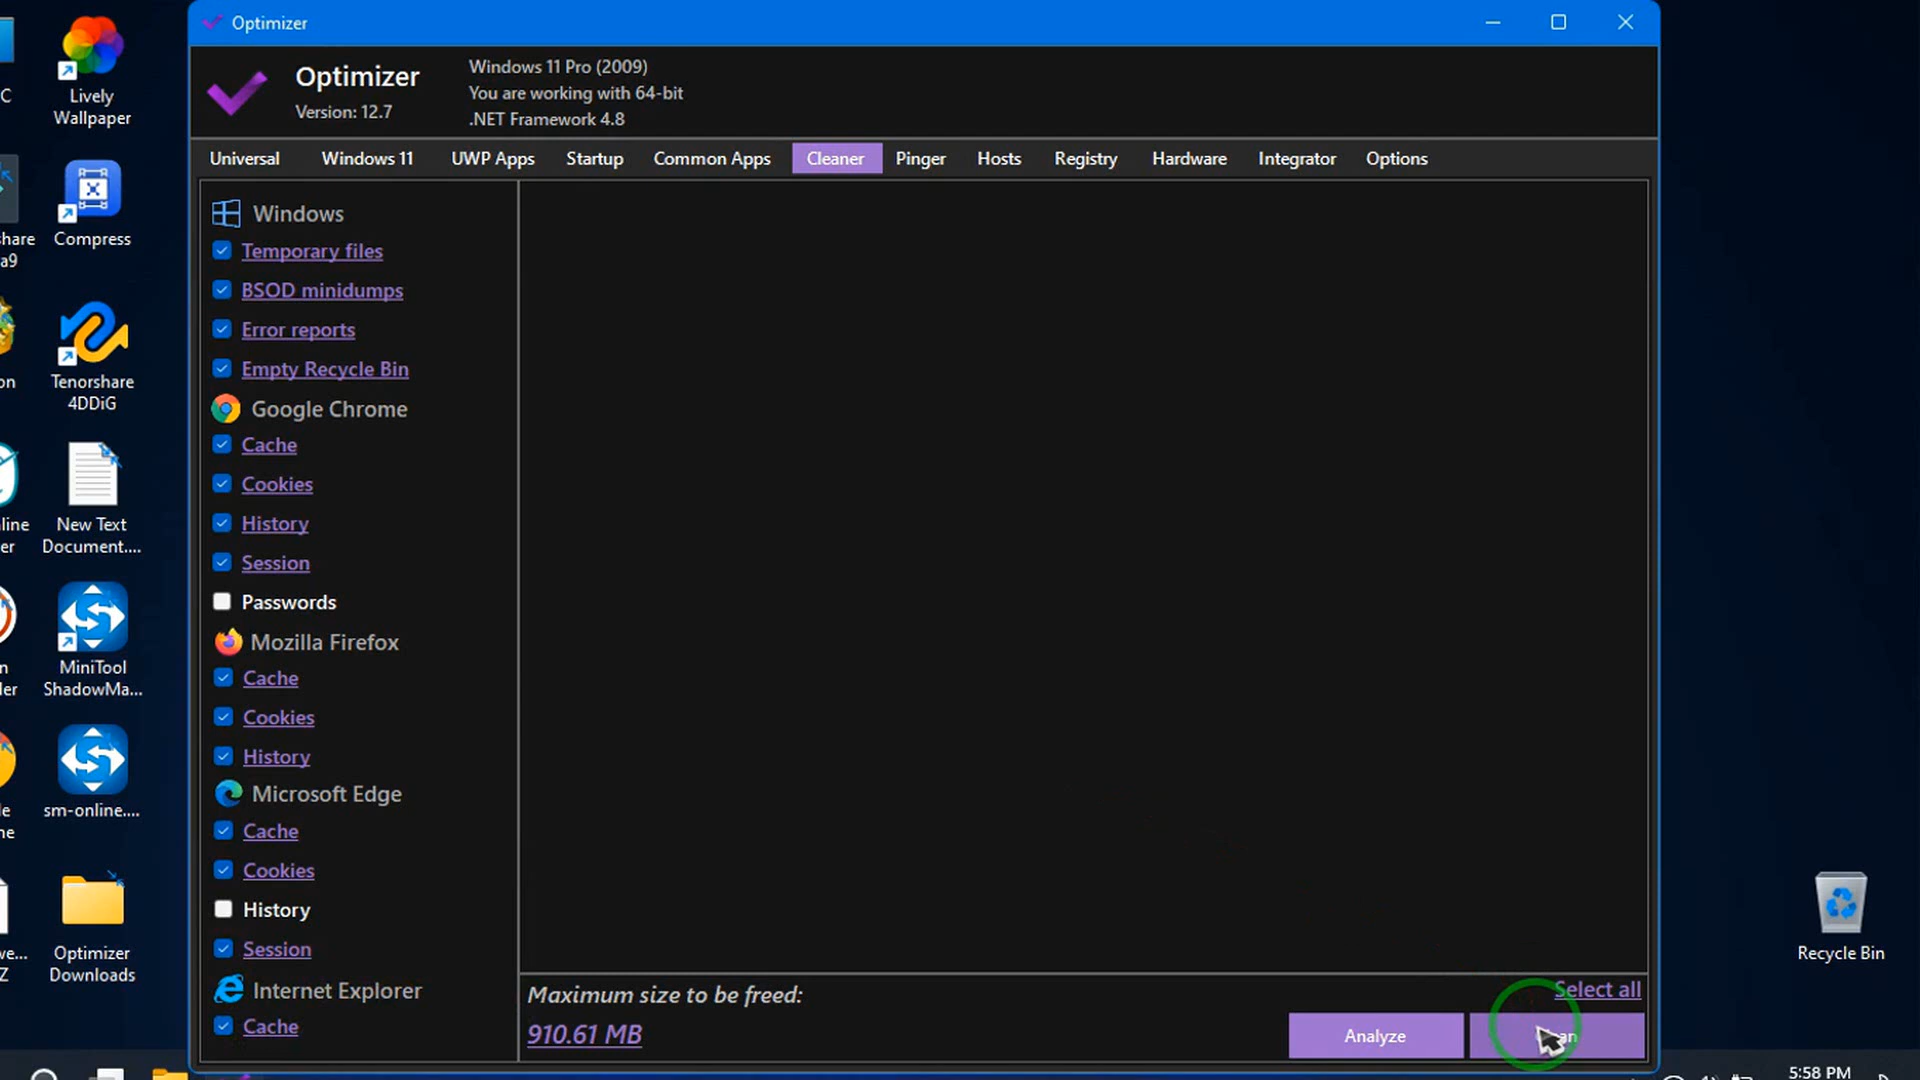 Optimizer
Optimizer
Version: 12.7
Windows 11 Pro (2009)
You are working with 64-bit
.NET Framework 4.8
Universal
Windows 11
UWP Apps
Startup
Common Apps
Cleaner
Pinger
Hosts
Registry
Hardware
Integrator
Options
Windows
Temporary files
BSOD minidumps
Error reports
Empty Recycle Bin
Google Chrome
Cache
Cookies
History
Session
Passwords
Mozilla Firefox
Cache
Cookies
History
Microsoft Edge
Cache
Cookies
History
Session
Internet Explorer
Cache
Maximum size to be freed:
910.61 MB
Select all
Analyze
Lively
Wallpaper
Compress
Tenorshare
4DDiG
New Text
Document....
MiniTool
ShadowMa...
sm-online....
Optimizer
Downloads
Recycle Bin
5:58 PM